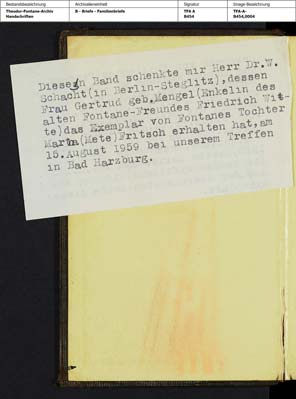 Bestandsbezeichnung Archivalieneinheit Signatur Image-Bezeichnung
Theodor-Fontane-Archiv B – Briefe – Familienbriefe TFA A TFA-A-
Handschriften B454 B454,0004
Diesen Band schenkte mir Herr Dr.W.
Schacht(in Berlin-Steglitz),dessen
Frau Gertrud geb.Mengel(Enkelin des
alten Fontane-Freundes Friedrich Wit-
te)das Exemplar von Fontanes Tochter
Martha(Mete)Fritsch erhalten hat,am
15.August 1959 bei unserem Treffen
in Bad Harzburg.